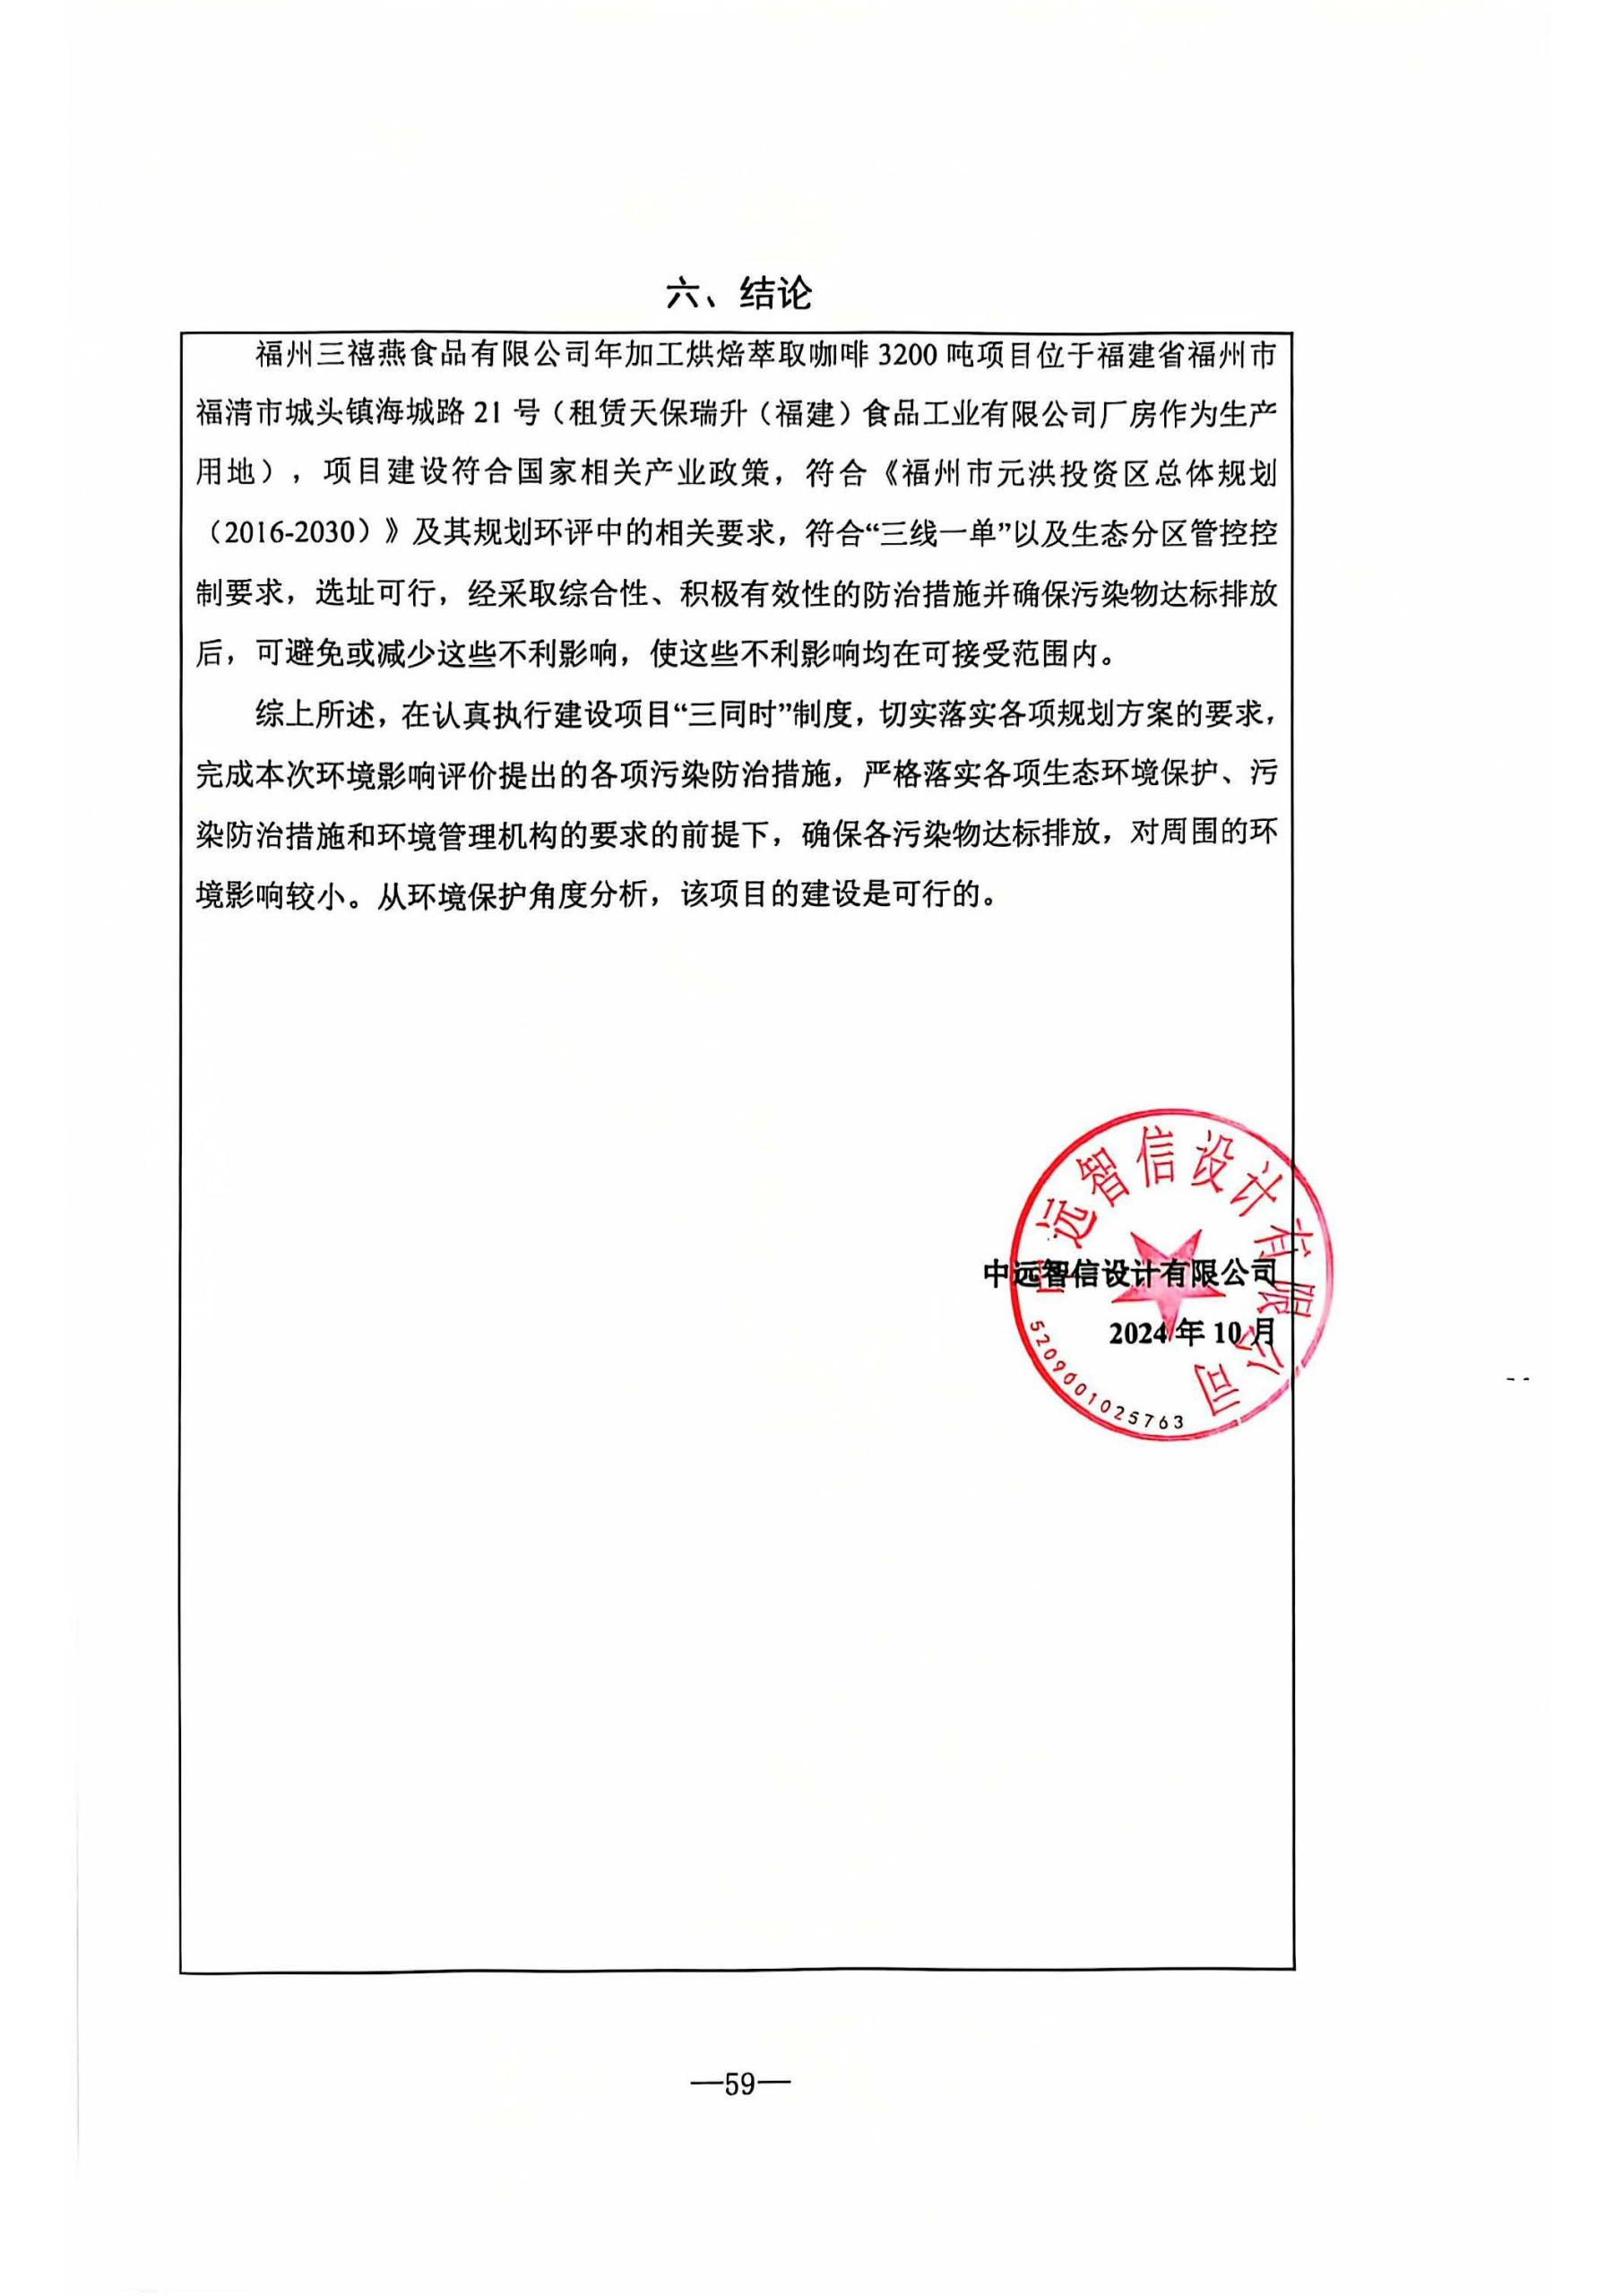 六、结论
福州三禧燕食品有限公司年加工烘焙萃取咖啡 3200 吨项目位于福建省福州市
福清市城头镇海城路 21 号（租赁天保瑞升（福建）食品工业有限公司厂房作为生产
用地），项目建设符合国家相关产业政策，符合《福州市元洪投资区总体规划
（2016-2030）》及其规划环评中的相关要求，符合“三线一单”以及生态分区管控控
制要求，选址可行，经采取综合性、积极有效性的防治措施并确保污染物达标排放
后，可避免或减少这些不利影响，使这些不利影响均在可接受范围内。
综上所述，在认真执行建设项目“三同时”制度，切实落实各项规划方案的要求，
完成本次环境影响评价提出的各项污染防治措施，严格落实各项生态环境保护、污
染防治措施和环境管理机构的要求的前提下，确保各污染物达标排放，对周围的环
境影响较小。从环境保护角度分析，该项目的建设是可行的。
中远智信设计有限公司
中远智信设计有限公司
2024 年 10 月
5209001025763
—59—